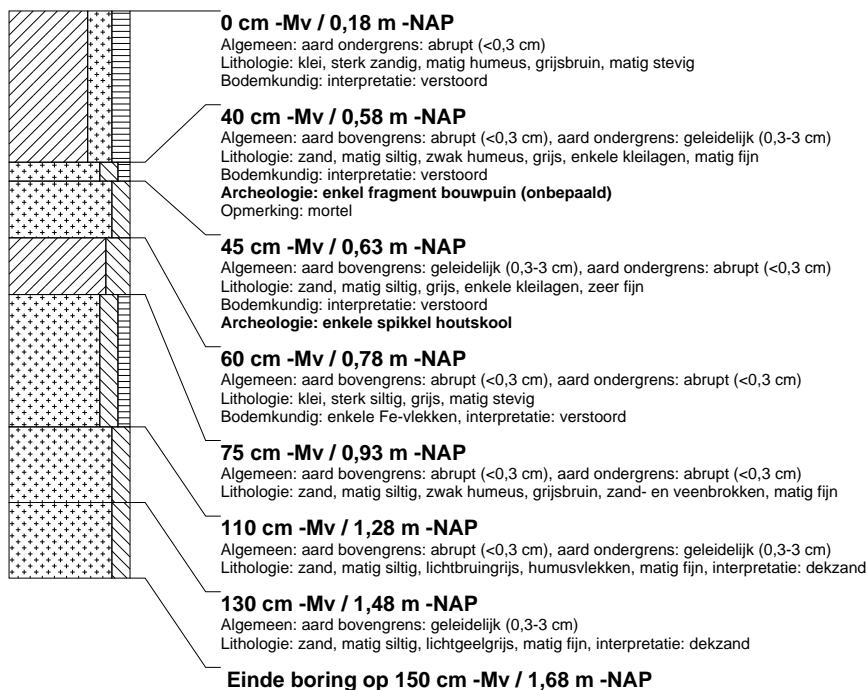 0 cm -Mv / 0,18 m -NAP
Algemeen: aard ondergrens: abrupt (<0,3 cm)
Lithologie: klei, sterk zandig, matig humeus, grijsbruin, matig stevig
Bodemkundig: interpretatie: verstoord
40 cm -Mv / 0,58 m -NAP
Algemeen: aard bovengrens: abrupt (<0,3 cm), aard ondergrens: geleidelijk (0,3-3 cm)
Lithologie: zand, matig siltig, zwak humeus, grijs, enkele kleilagen, matig fijn
Bodemkundig: interpretatie: verstoord
Archeologie: enkel fragment bouwpuin (onbepaald)
Opmerking: mortel
45 cm -Mv / 0,63 m -NAP
Algemeen: aard bovengrens: geleidelijk (0,3-3 cm), aard ondergrens: abrupt (<0,3 cm)
Lithologie: zand, matig siltig, grijs, enkele kleilagen, zeer fijn
Bodemkundig: interpretatie: verstoord
Archeologie: enkele spikkel houtskool
60 cm -Mv / 0,78 m -NAP
Algemeen: aard bovengrens: abrupt (<0,3 cm), aard ondergrens: abrupt (<0,3 cm)
Lithologie: klei, sterk siltig, grijs, matig stevig
Bodemkundig: enkele Fe-vlekken, interpretatie: verstoord
75 cm -Mv / 0,93 m -NAP
Algemeen: aard bovengrens: abrupt (<0,3 cm), aard ondergrens: abrupt (<0,3 cm)
Lithologie: zand, matig siltig, zwak humeus, grijsbruin, zand- en veenbrokken, matig fijn
110 cm -Mv / 1,28 m -NAP
Algemeen: aard bovengrens: abrupt (<0,3 cm), aard ondergrens: geleidelijk (0,3-3 cm)
Lithologie: zand, matig siltig, lichtbruingrijs, humusvlekken, matig fijn, interpretatie: dekzand
130 cm -Mv / 1,48 m -NAP
Algemeen: aard bovengrens: geleidelijk (0,3-3 cm)
Lithologie: zand, matig siltig, lichtgeelgrijs, matig fijn, interpretatie: dekzand
Einde boring op 150 cm -Mv / 1,68 m -NAP